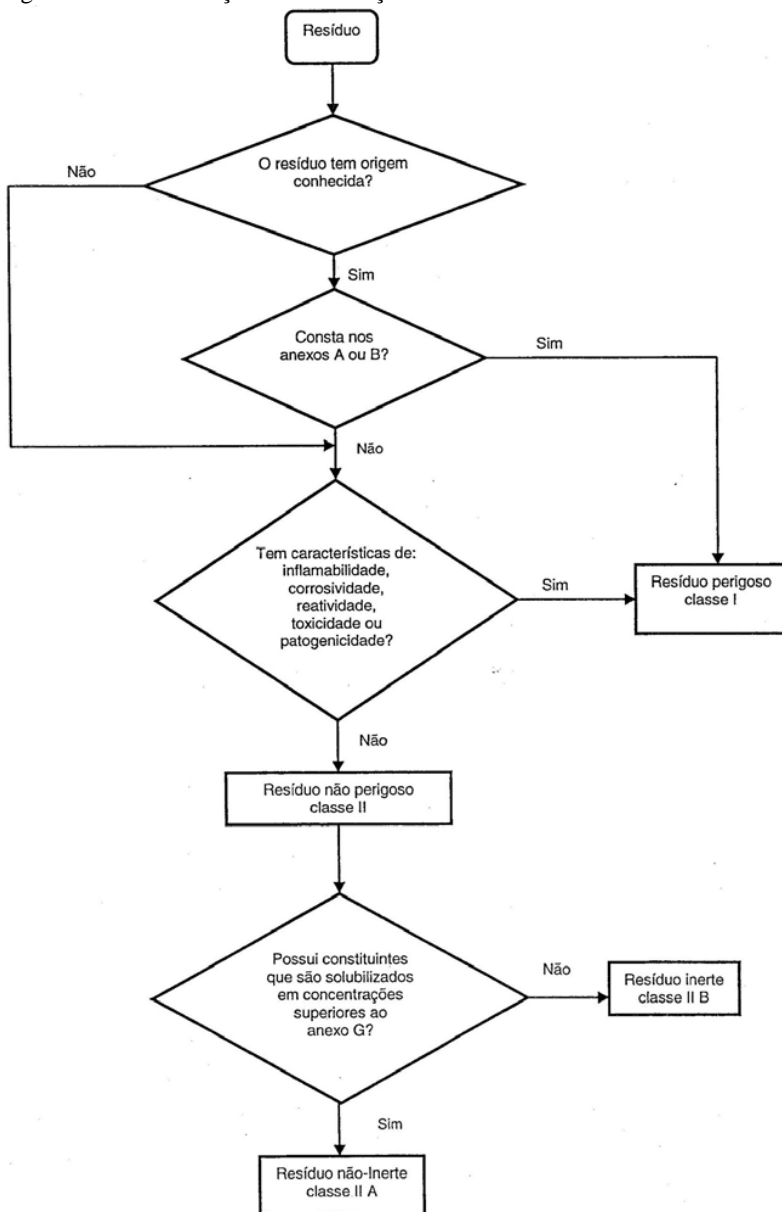 Resíduo
O resíduo tem origem
conhecida?
Não
Sim
Consta nos
anexos A ou B?
Sim
Não
Tem características de:
inflamabilidade,
corrosividade,
reatividade,
toxicidade ou
patogenicidade?
Sim
Resíduo perigoso
classe I
Não
Resíduo não perigoso
classe II
Possui constituintes
que são solubilizados
em concentrações
superiores ao
anexo G?
Não
Resíduo inerte
classe II B
Sim
Resíduo não-Inerte
classe II A